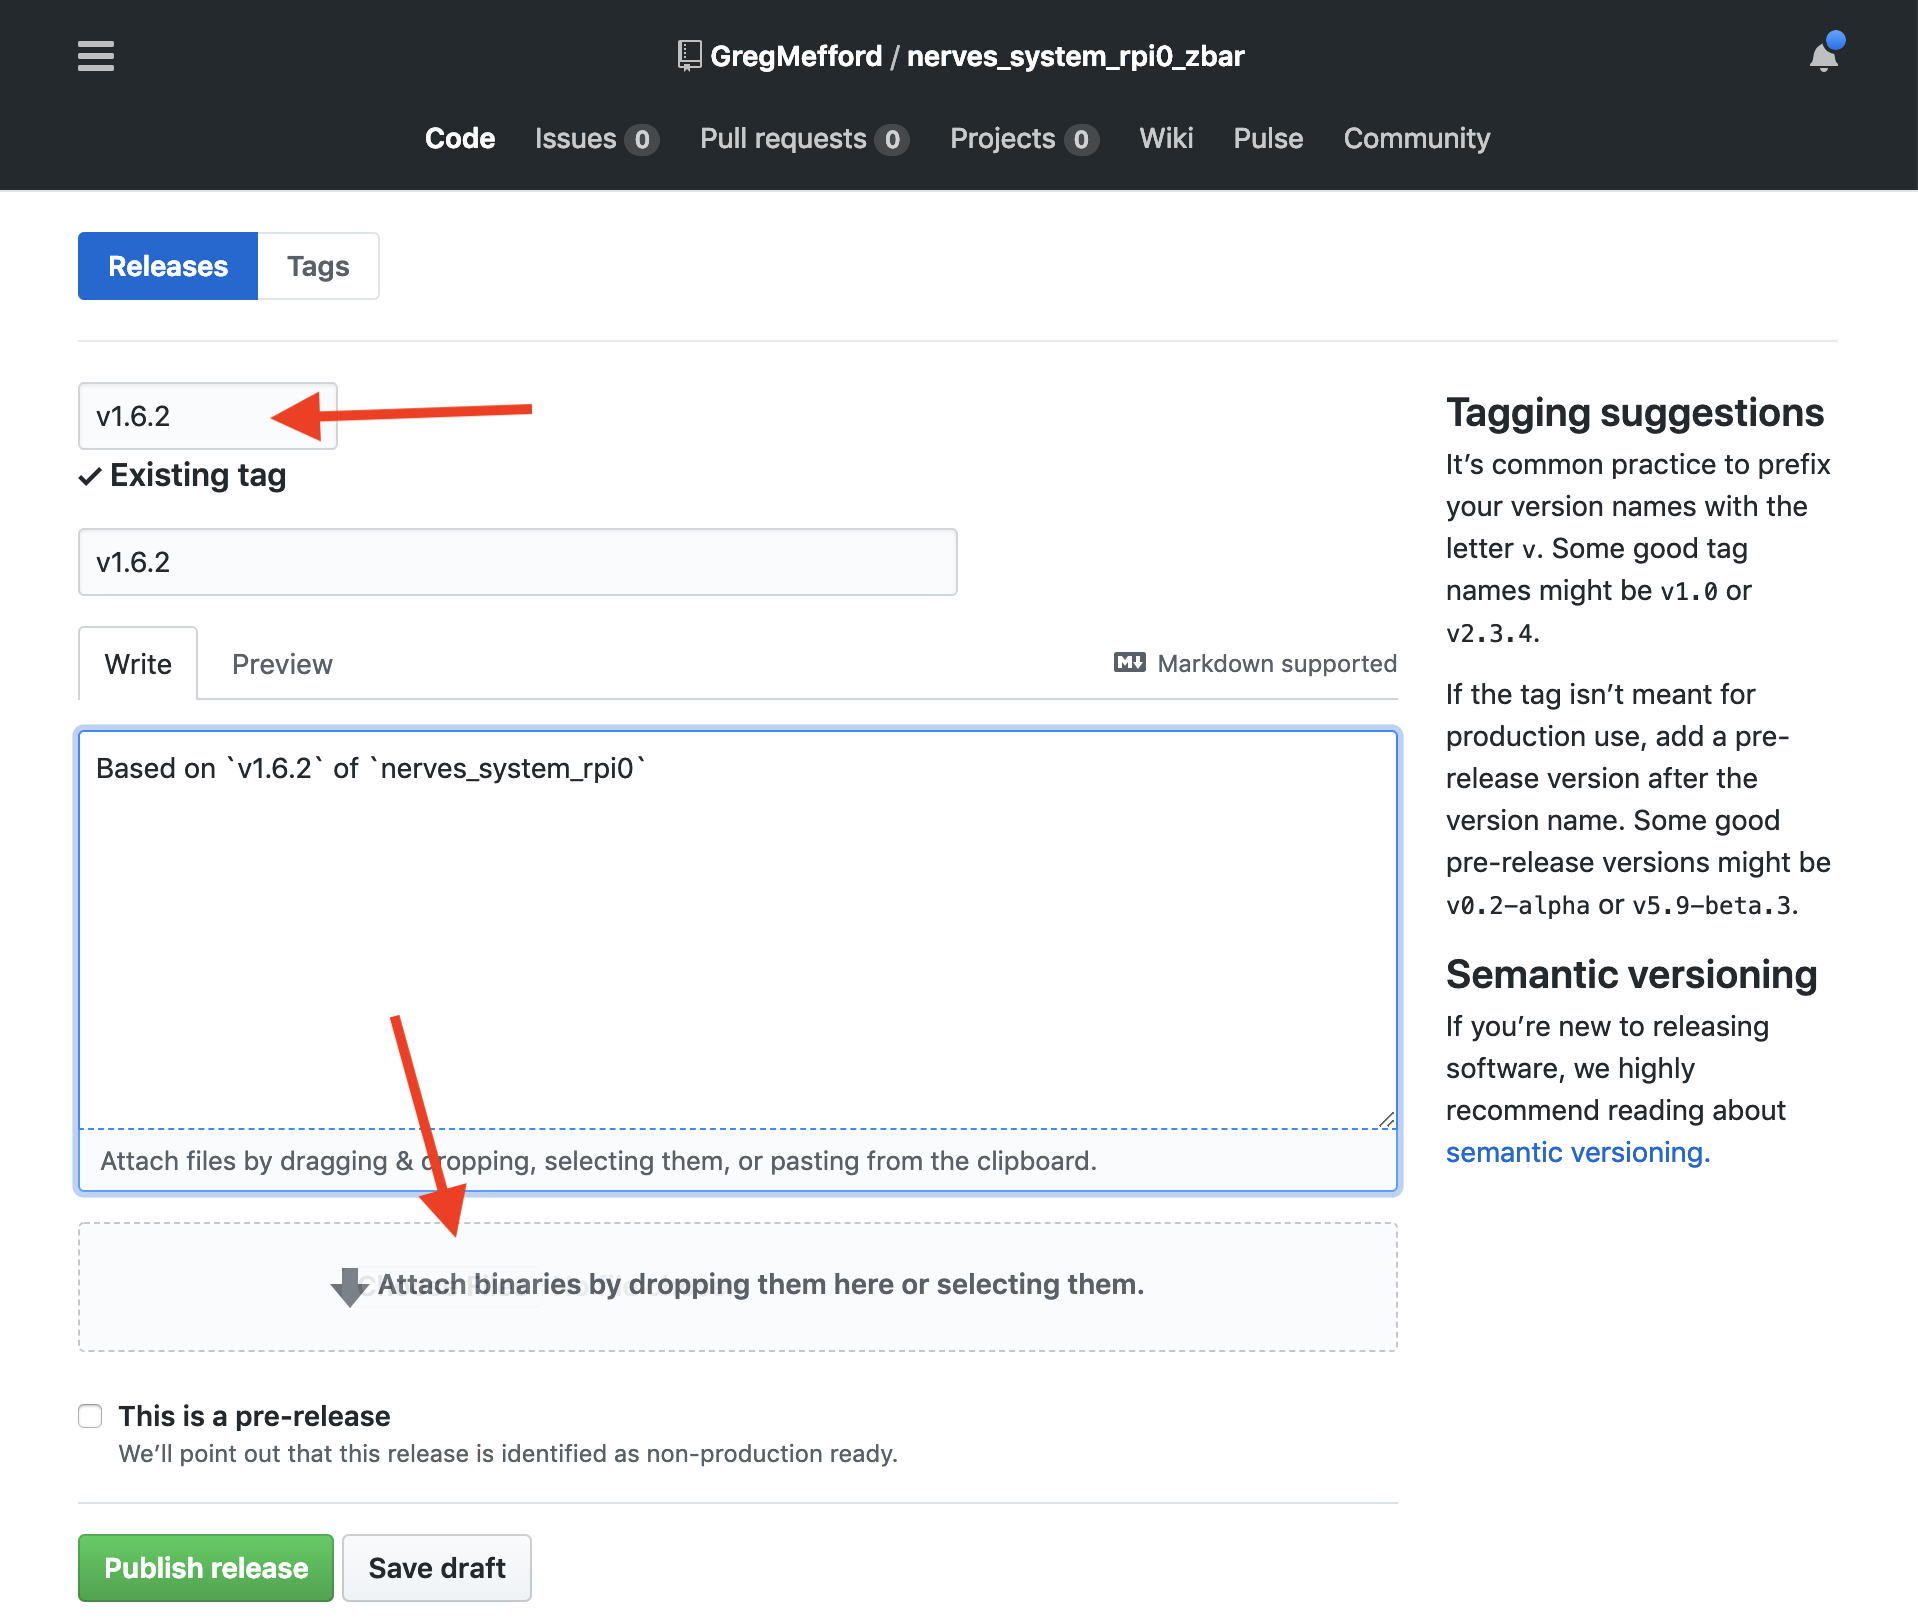 GregMefford / nerves_system_rpi0_zbar
Code Issues 0 Pull requests 0 Projects 0 Wiki Pulse Community
Releases Tags
v1.6.2
Existing tag
v1.6.2
Write Preview Markdown supported
Based on `v1.6.2` of `nerves_system_rpi0`
Attach files by dragging & dropping, selecting them, or pasting from the clipboard.
Attach binaries by dropping them here or selecting them.
This is a pre-release
We’ll point out that this release is identified as non-production ready.
Publish release Save draft
Tagging suggestions
It’s common practice to prefix
your version names with the
letter v. Some good tag
names might be v1.0 or
v2.3.4.
If the tag isn’t meant for
production use, add a pre-
release version after the
version name. Some good
pre-release versions might be
v0.2-alpha or v5.9-beta.3.
Semantic versioning
If you’re new to releasing
software, we highly
recommend reading about
semantic versioning.